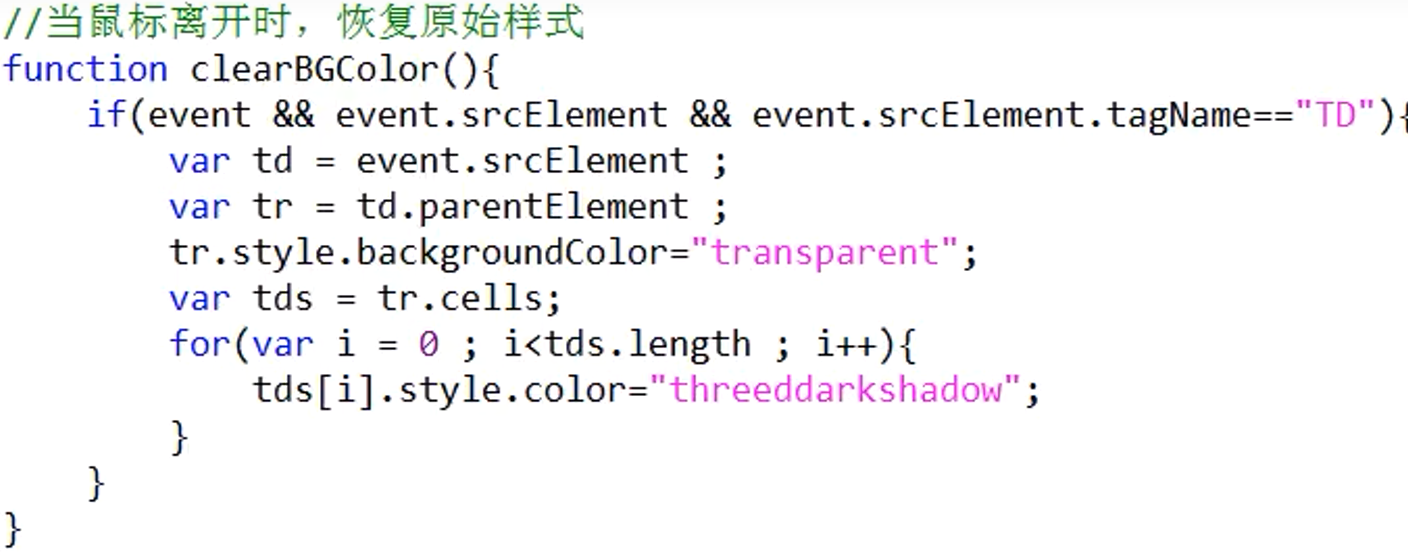 //当鼠标离开时，恢复原始样式
function clearBGColor(){
    if(event && event.srcElement && event.srcElement.tagName=="TD"){
        var td = event.srcElement ;
        var tr = td.parentElement ;
        tr.style.backgroundColor="transparent";
        var tds = tr.cells;
        for(var i = 0 ; i<tds.length ; i++){
            tds[i].style.color="threeddarkshadow";
        }
    }
}